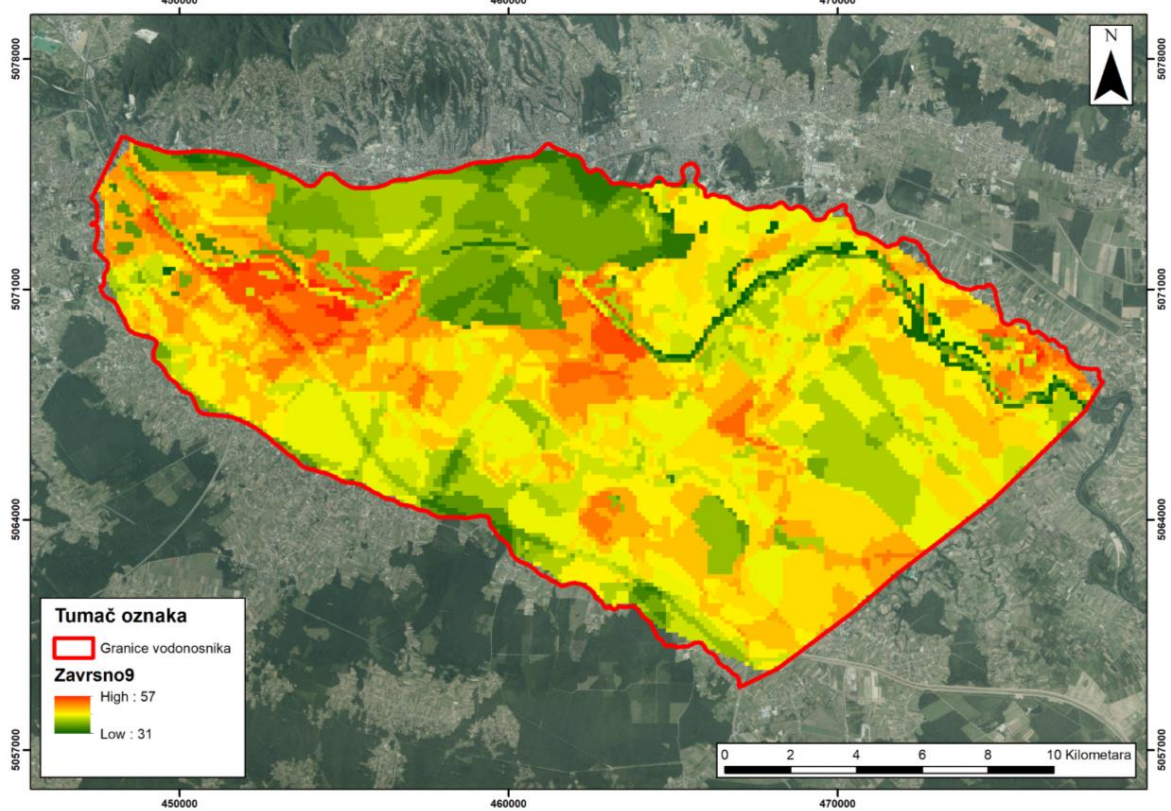 450000 460000 470000
N
5078000 5078000
5071000 5071000
5064000 5064000
5057000 5057000
Tumač oznaka
Granice vodonosnika
Zavrsno9
High : 57
Low : 31
0 2 4 6 8 10 Kilometara
450000 460000 470000